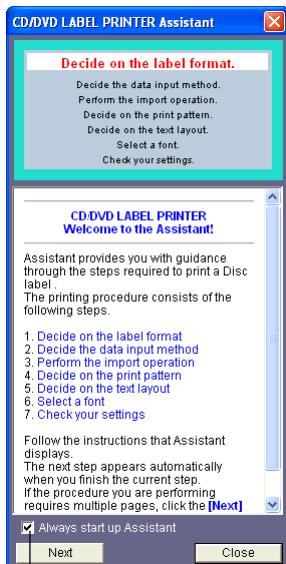 CD/DVD LABEL PRINTER Assistant
Decide on the label format.
Decide the data input method.
Perform the import operation.
Decide on the print pattern.
Decide on the text layout.
Select a font.
Check your settings.
CD/DVD LABEL PRINTER
Welcome to the Assistant!
Assistant provides you with guidance
through the steps required to print a Disc
label .
The printing procedure consists of the
following steps.
1. Decide on the label format
2. Decide the data input method
3. Perform the import operation
4. Decide on the print pattern
5. Decide on the text layout
6. Select a font
7. Check your settings
Follow the instructions that Assistant
displays.
The next step appears automatically
when you finish the current step.
If the procedure you are performing
requires multiple pages, click the [Next]
Always start up Assistant
Next
Close